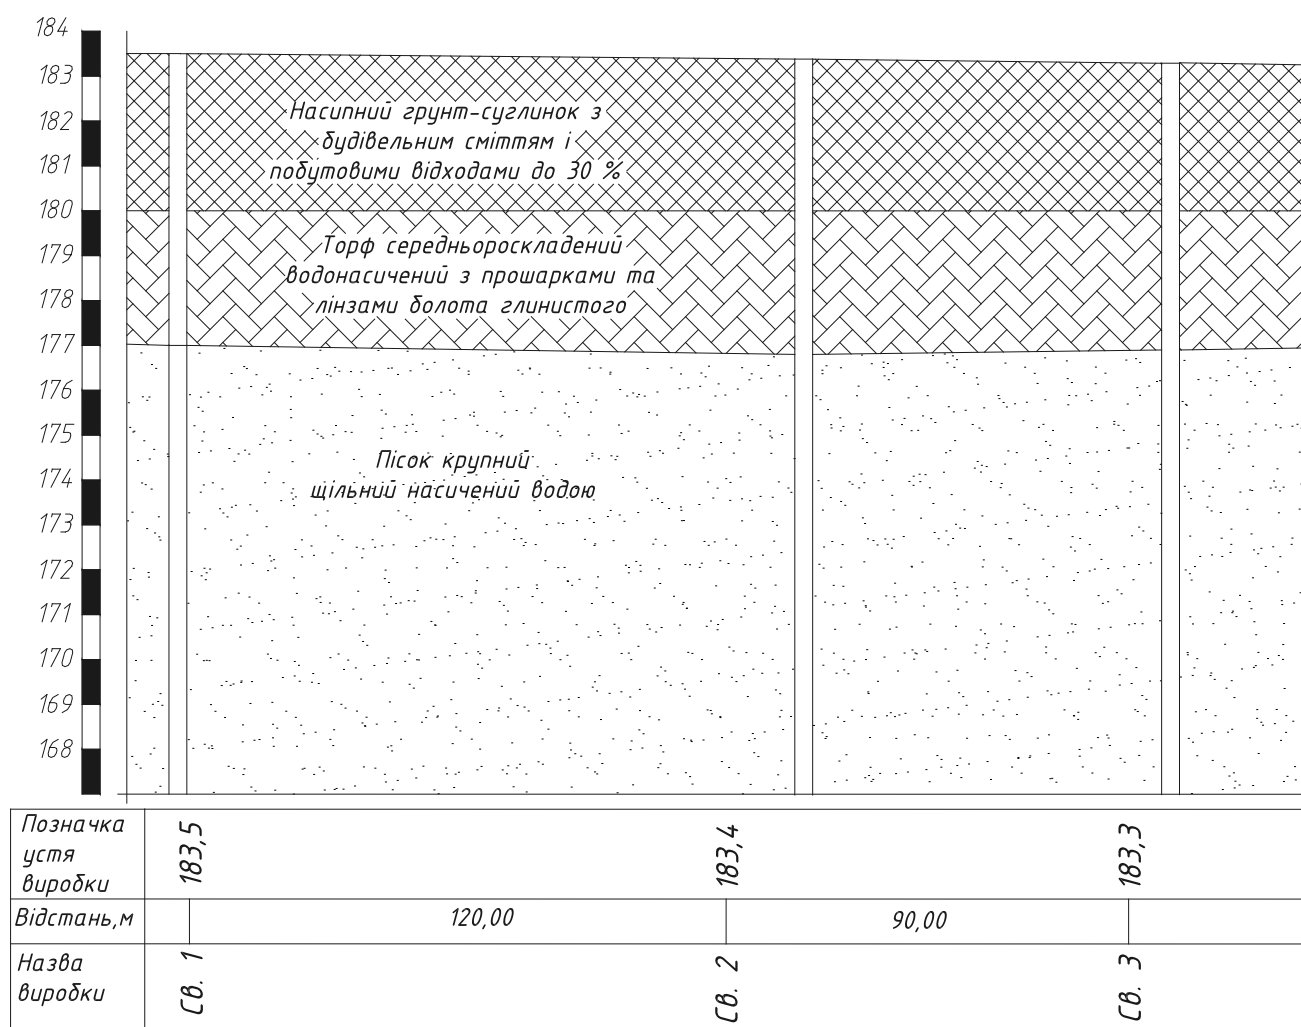 184
183
182
181
180
179
178
177
176
175
174
173
172
171
170
169
168
Насипний грунт-суглинок з
будівельним сміттям і
побутовими відходами до 30 %
Торф середньороскладений
водонасичений з прошарками та
лінзами болота глинистого
Пісок крупний
щільний насичений водою
Позначка
устя
виробки
183,5
183,4
183,3
Відстань,м
120,00
90,00
Назва
виробки
Св. 1
Св. 2
Св. 3